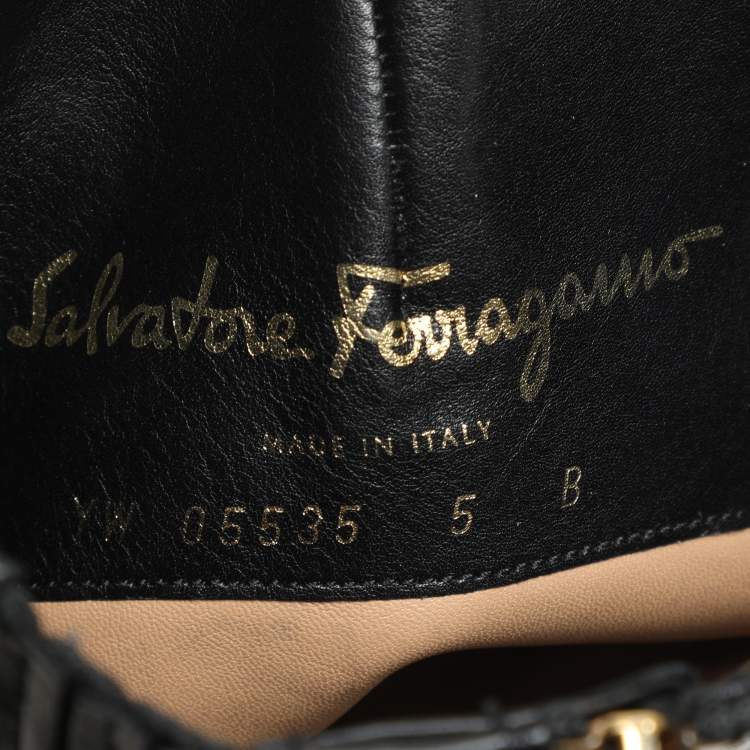 Salvatore Ferragamo
MADE IN ITALY
YW 05535 5 B